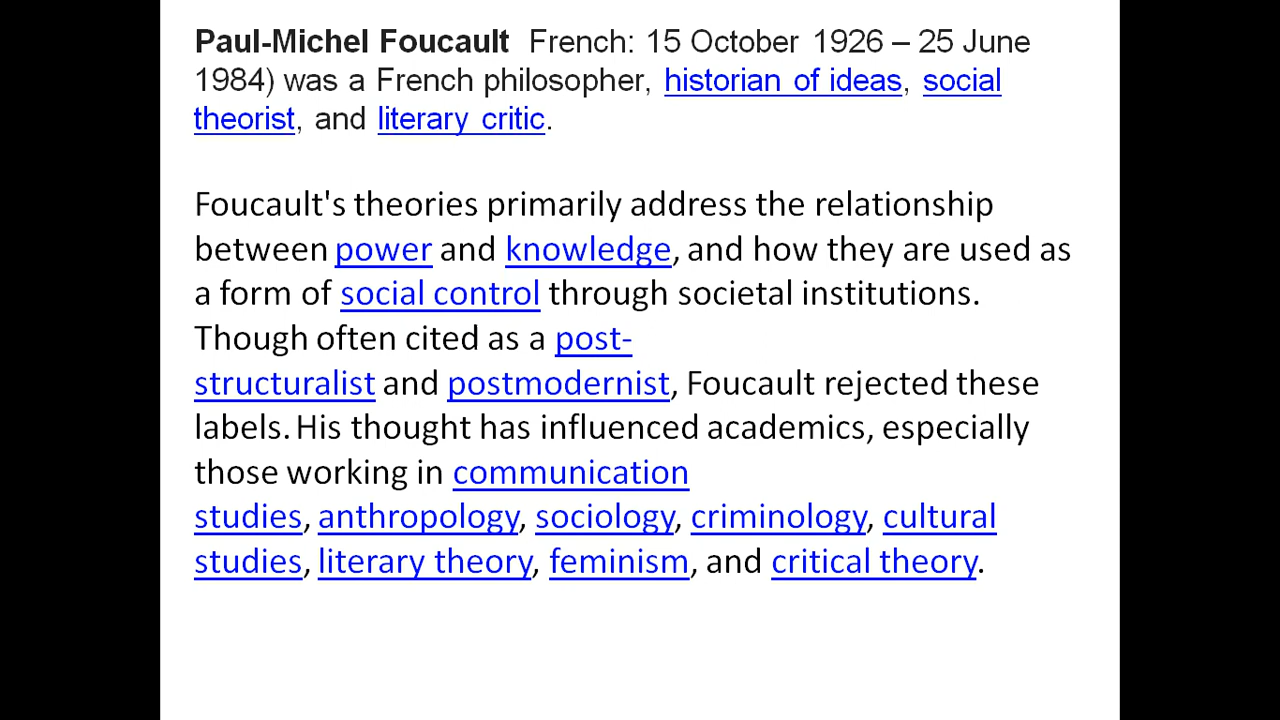 Paul-Michel Foucault French: 15 October 1926 – 25 June
1984) was a French philosopher, historian of ideas, social
theorist, and literary critic.
Foucault's theories primarily address the relationship
between power and knowledge, and how they are used as
a form of social control through societal institutions.
Though often cited as a post-
structuralist and postmodernist, Foucault rejected these
labels. His thought has influenced academics, especially
those working in communication
studies, anthropology, sociology, criminology, cultural
studies, literary theory, feminism, and critical theory.